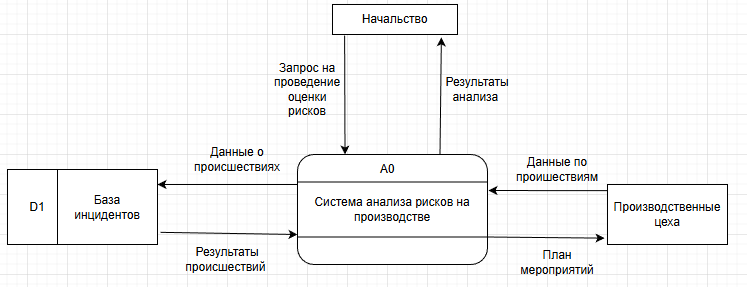 Начальство
Запрос на
проведение
оценки
рисков
Результаты
анализа
Данные о
происшествиях
A0
Данные по
проишествиям
D1
База
инцидентов
Система анализа рисков на
производстве
Производственные
цеха
Результаты
происшествий
План
мероприятий